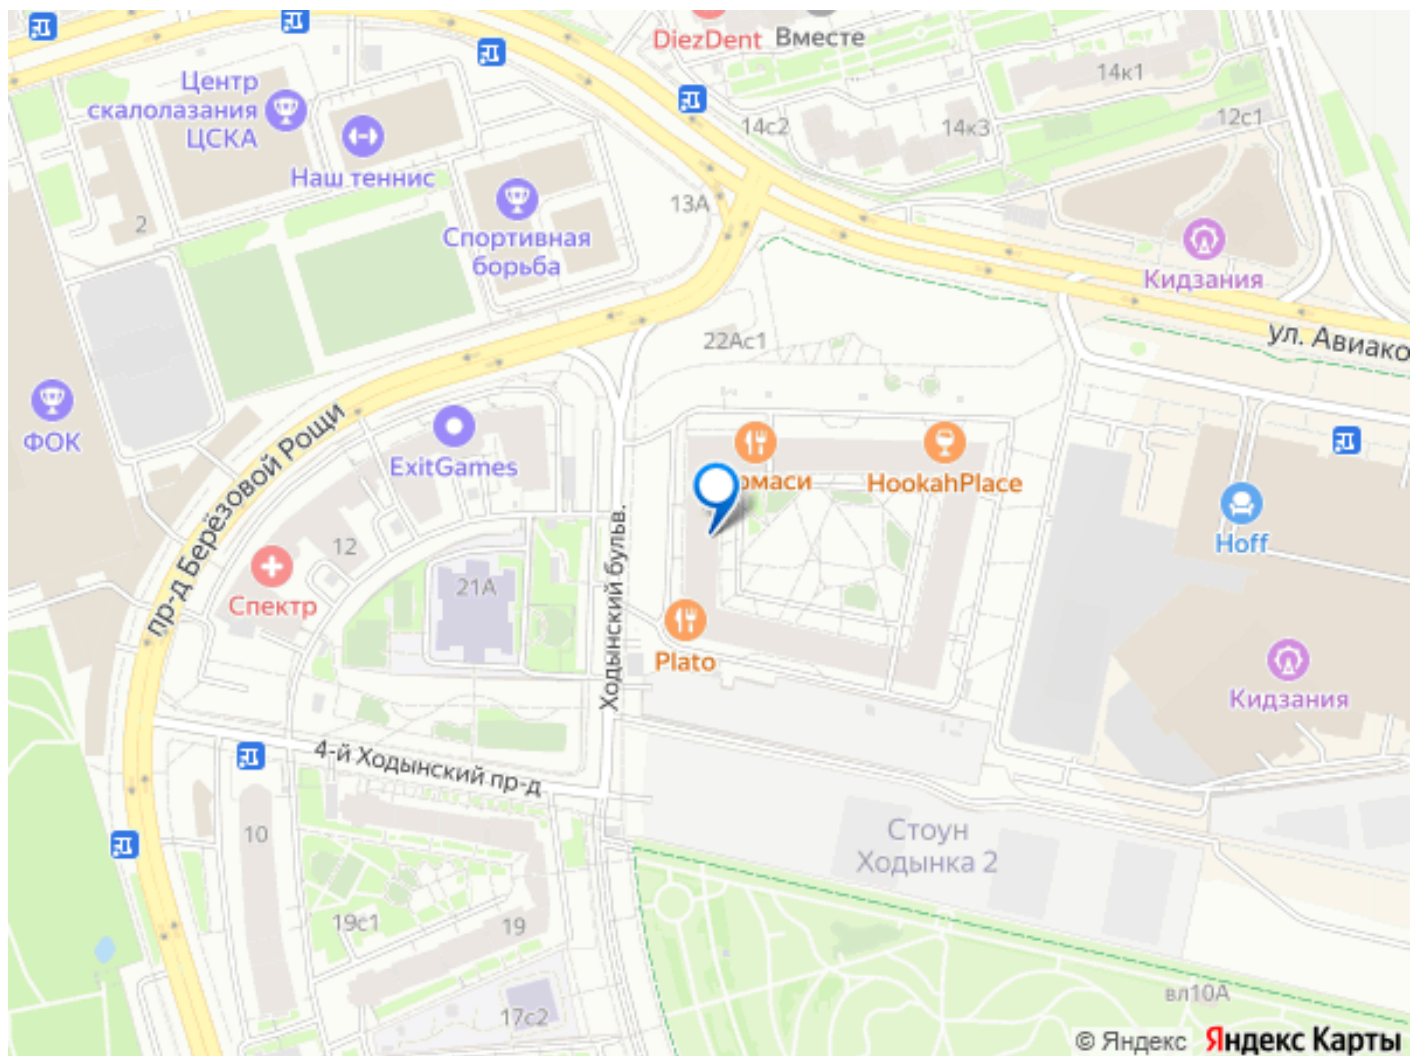 DiezDent
Вместе
14к1
Центр
скалолазания
ЦСКА
14с2
14к3
12с1
Наш теннис
13А
2
Спортивная
борьба
Кидзания
22Ас1
ул. Авиако
ФОК
пр-д Берёзовой Рощи
ExitGames
омаси
HookahPlace
Hoff
12
Ходынский бульв.
21А
Спектр
Plato
Кидзания
4-й Ходынский пр-д
10
Стоун
Ходынка 2
19с1
19
вл10А
17с2
© Яндекс Яндекс Карты